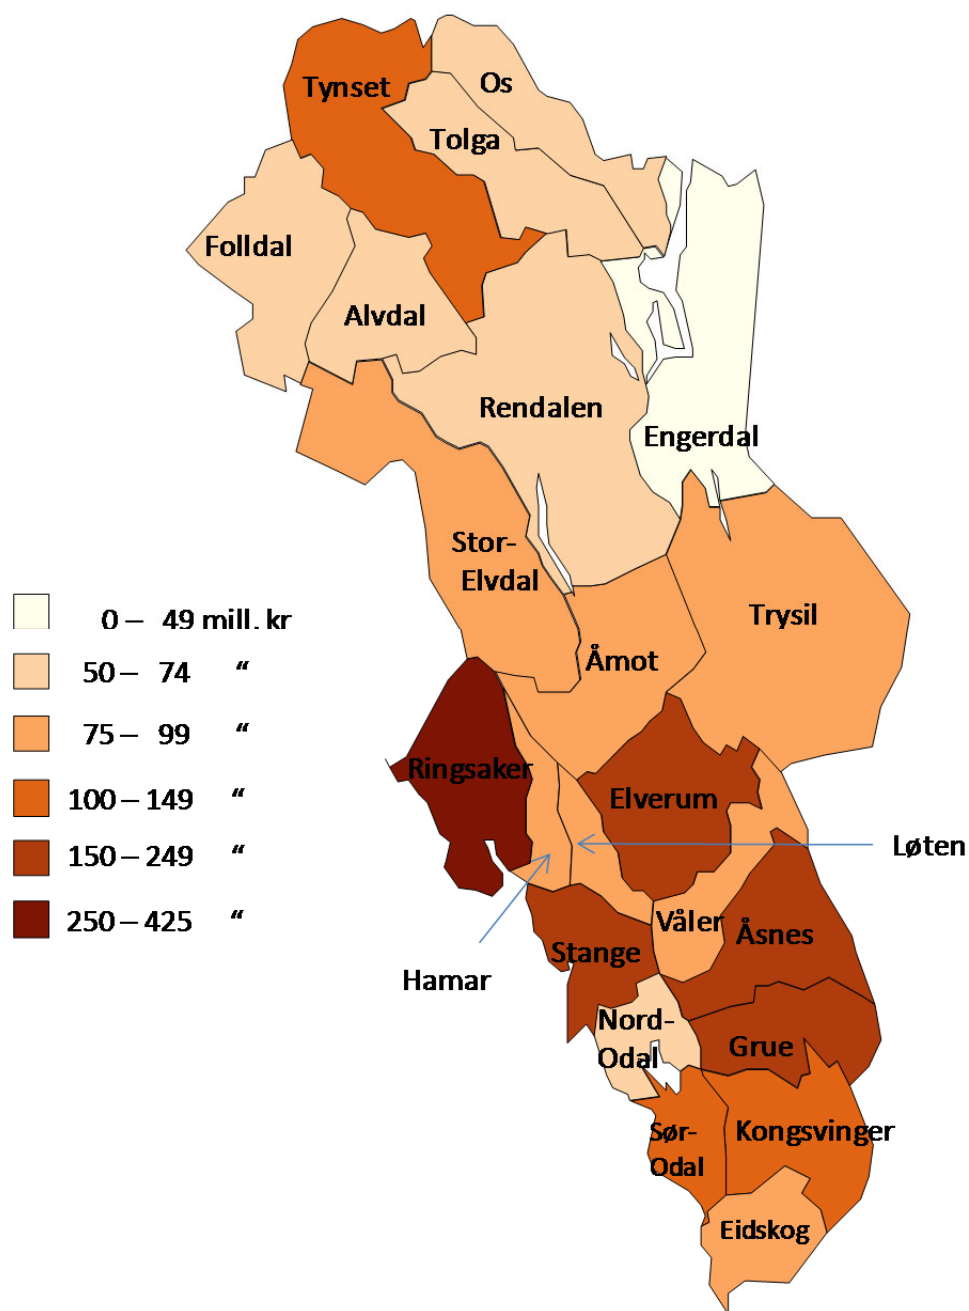 Os
Tynset
Tolga
Folldal
Alvdal
Rendalen
Engerdal
Stor-
Elvdal
Trysil
Åmot
0 – 49 mill. kr
50 – 74 “
75 – 99 “
100 – 149 “
150 – 249 “
250 – 425 “
Ringsaker
Elverum
Løten
Våler
Åsnes
Stange
Hamar
Nord-
Odal
Grue
Sør-
Odal
Kongsvinger
Eidskog